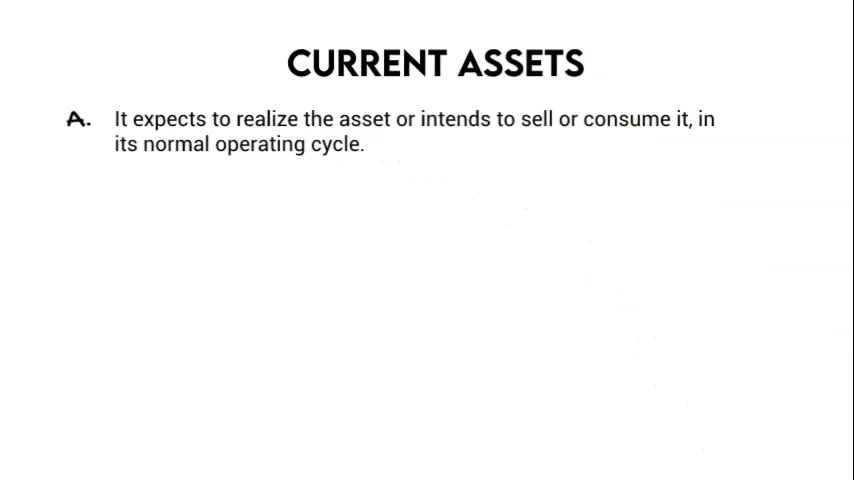 CURRENT ASSETS
A. It expects to realize the asset or intends to sell or consume it, in
its normal operating cycle.